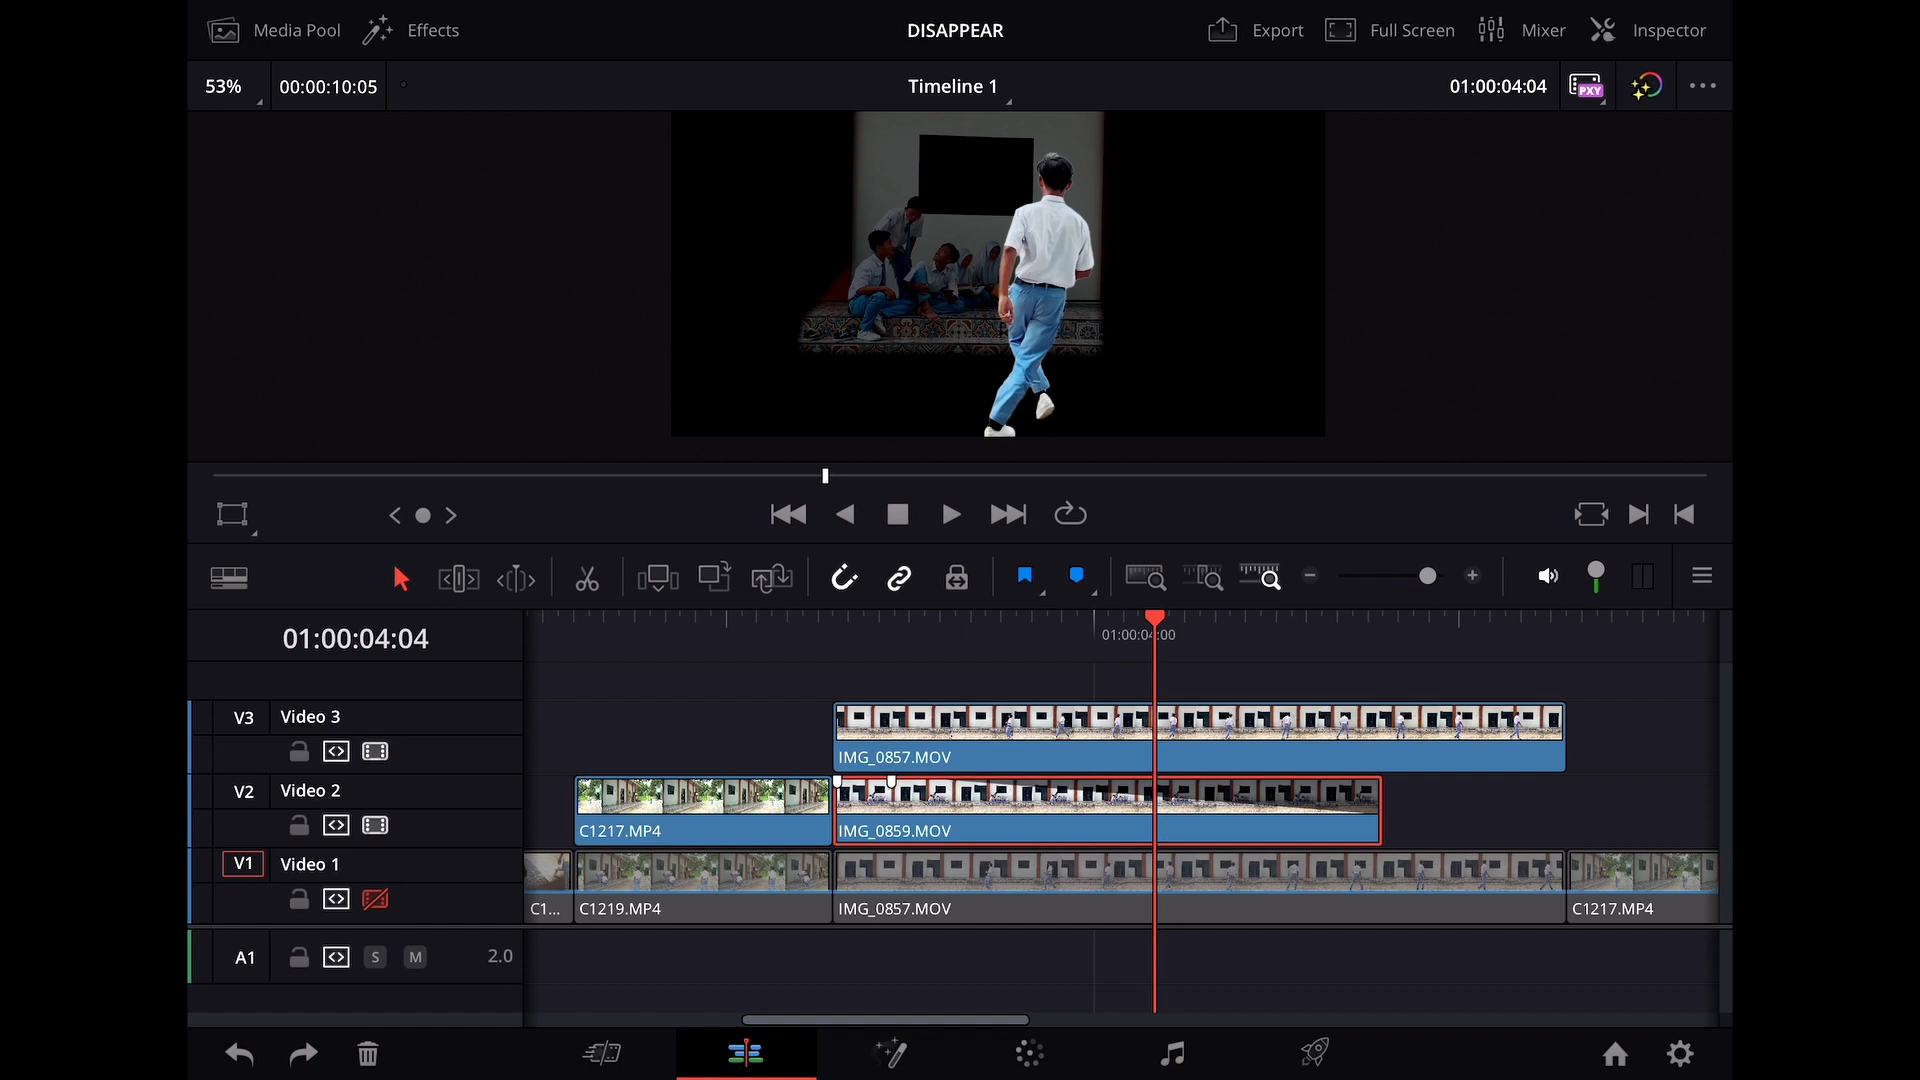 Media Pool Effects DISAPPEAR Export Full Screen Mixer Inspector
53% 00:00:10:05 Timeline 1 01:00:04:04 PXY
01:00:04:04 01:00:04:00
V3 Video 3
IMG_0857.MOV
V2 Video 2
C1217.MP4 IMG_0859.MOV
V1 Video 1
C1... C1219.MP4 IMG_0857.MOV C1217.MP4
A1 S M 2.0